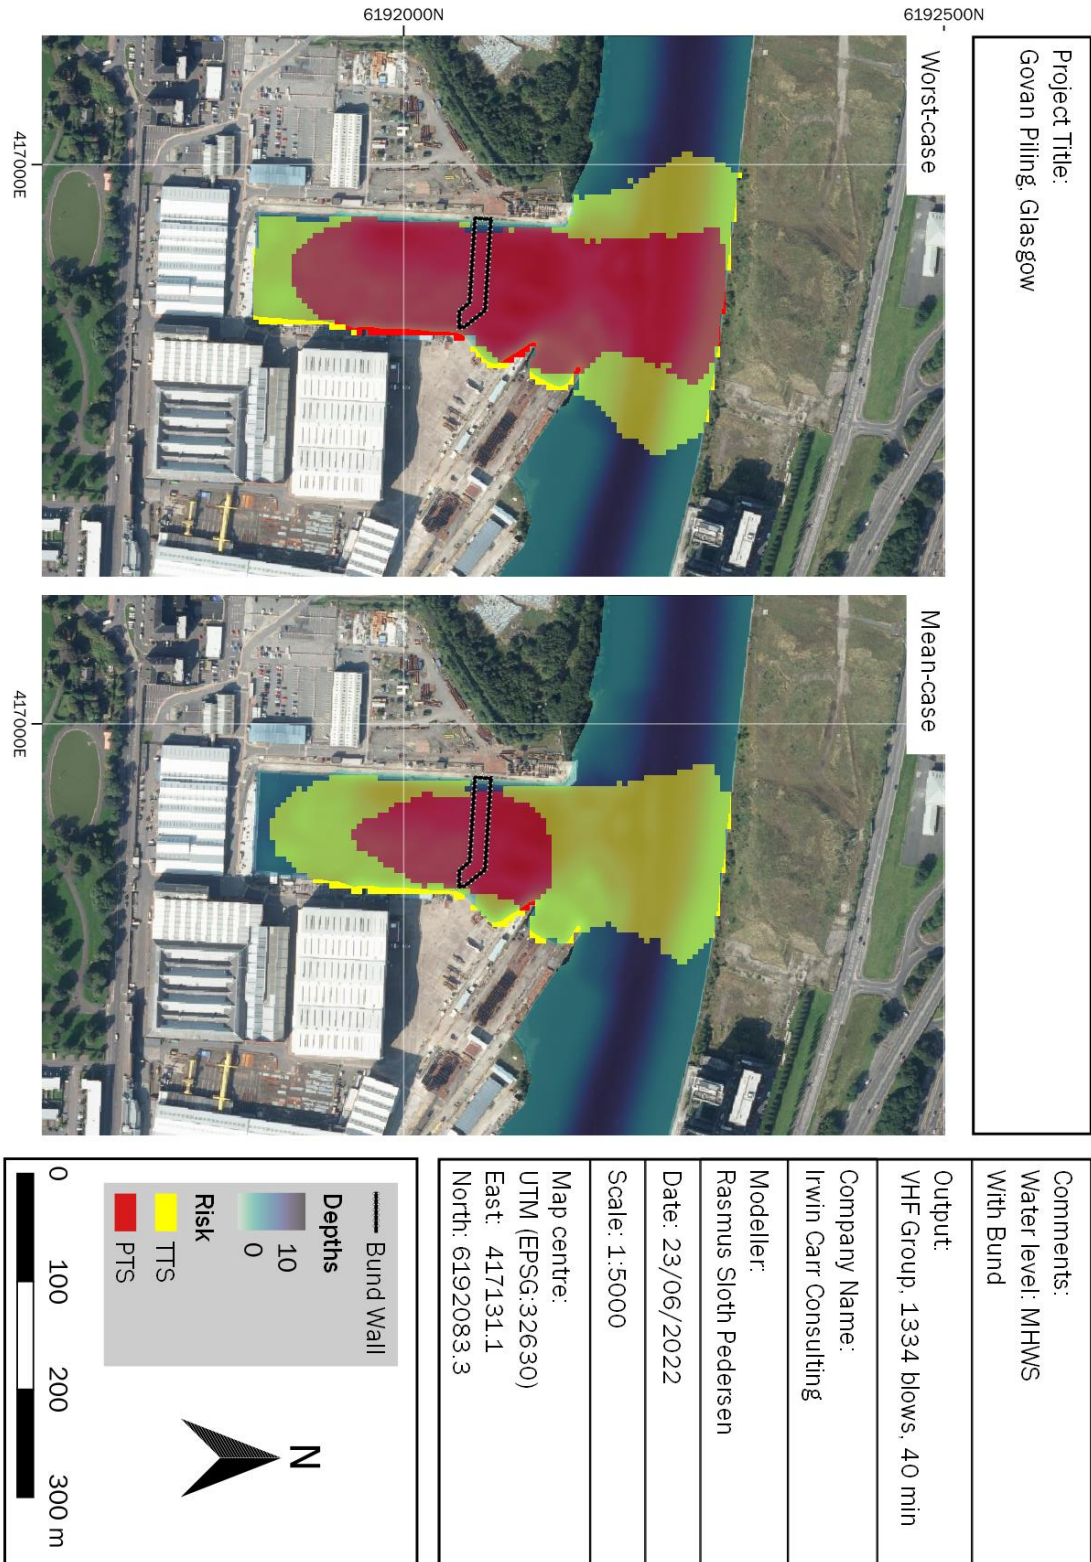 Project Title:
Govan Piling, Glasgow
6192500N
6192000N
Worst-case
Mean-case
417000E
417000E
Comments:
Water level: MHWS
With Bund
Output:
VHF Group, 1334 blows, 40 min
Company Name:
Irwin Carr Consulting
Modeller:
Rasmus Sloth Pedersen
Date: 23/06/2022
Scale: 1:5000
Map centre:
UTM (EPSG:32630)
East: 417131.1
North: 6192083.3
Bund Wall
Depths
10
0
Risk
TTS
PTS
N
0 100 200 300 m